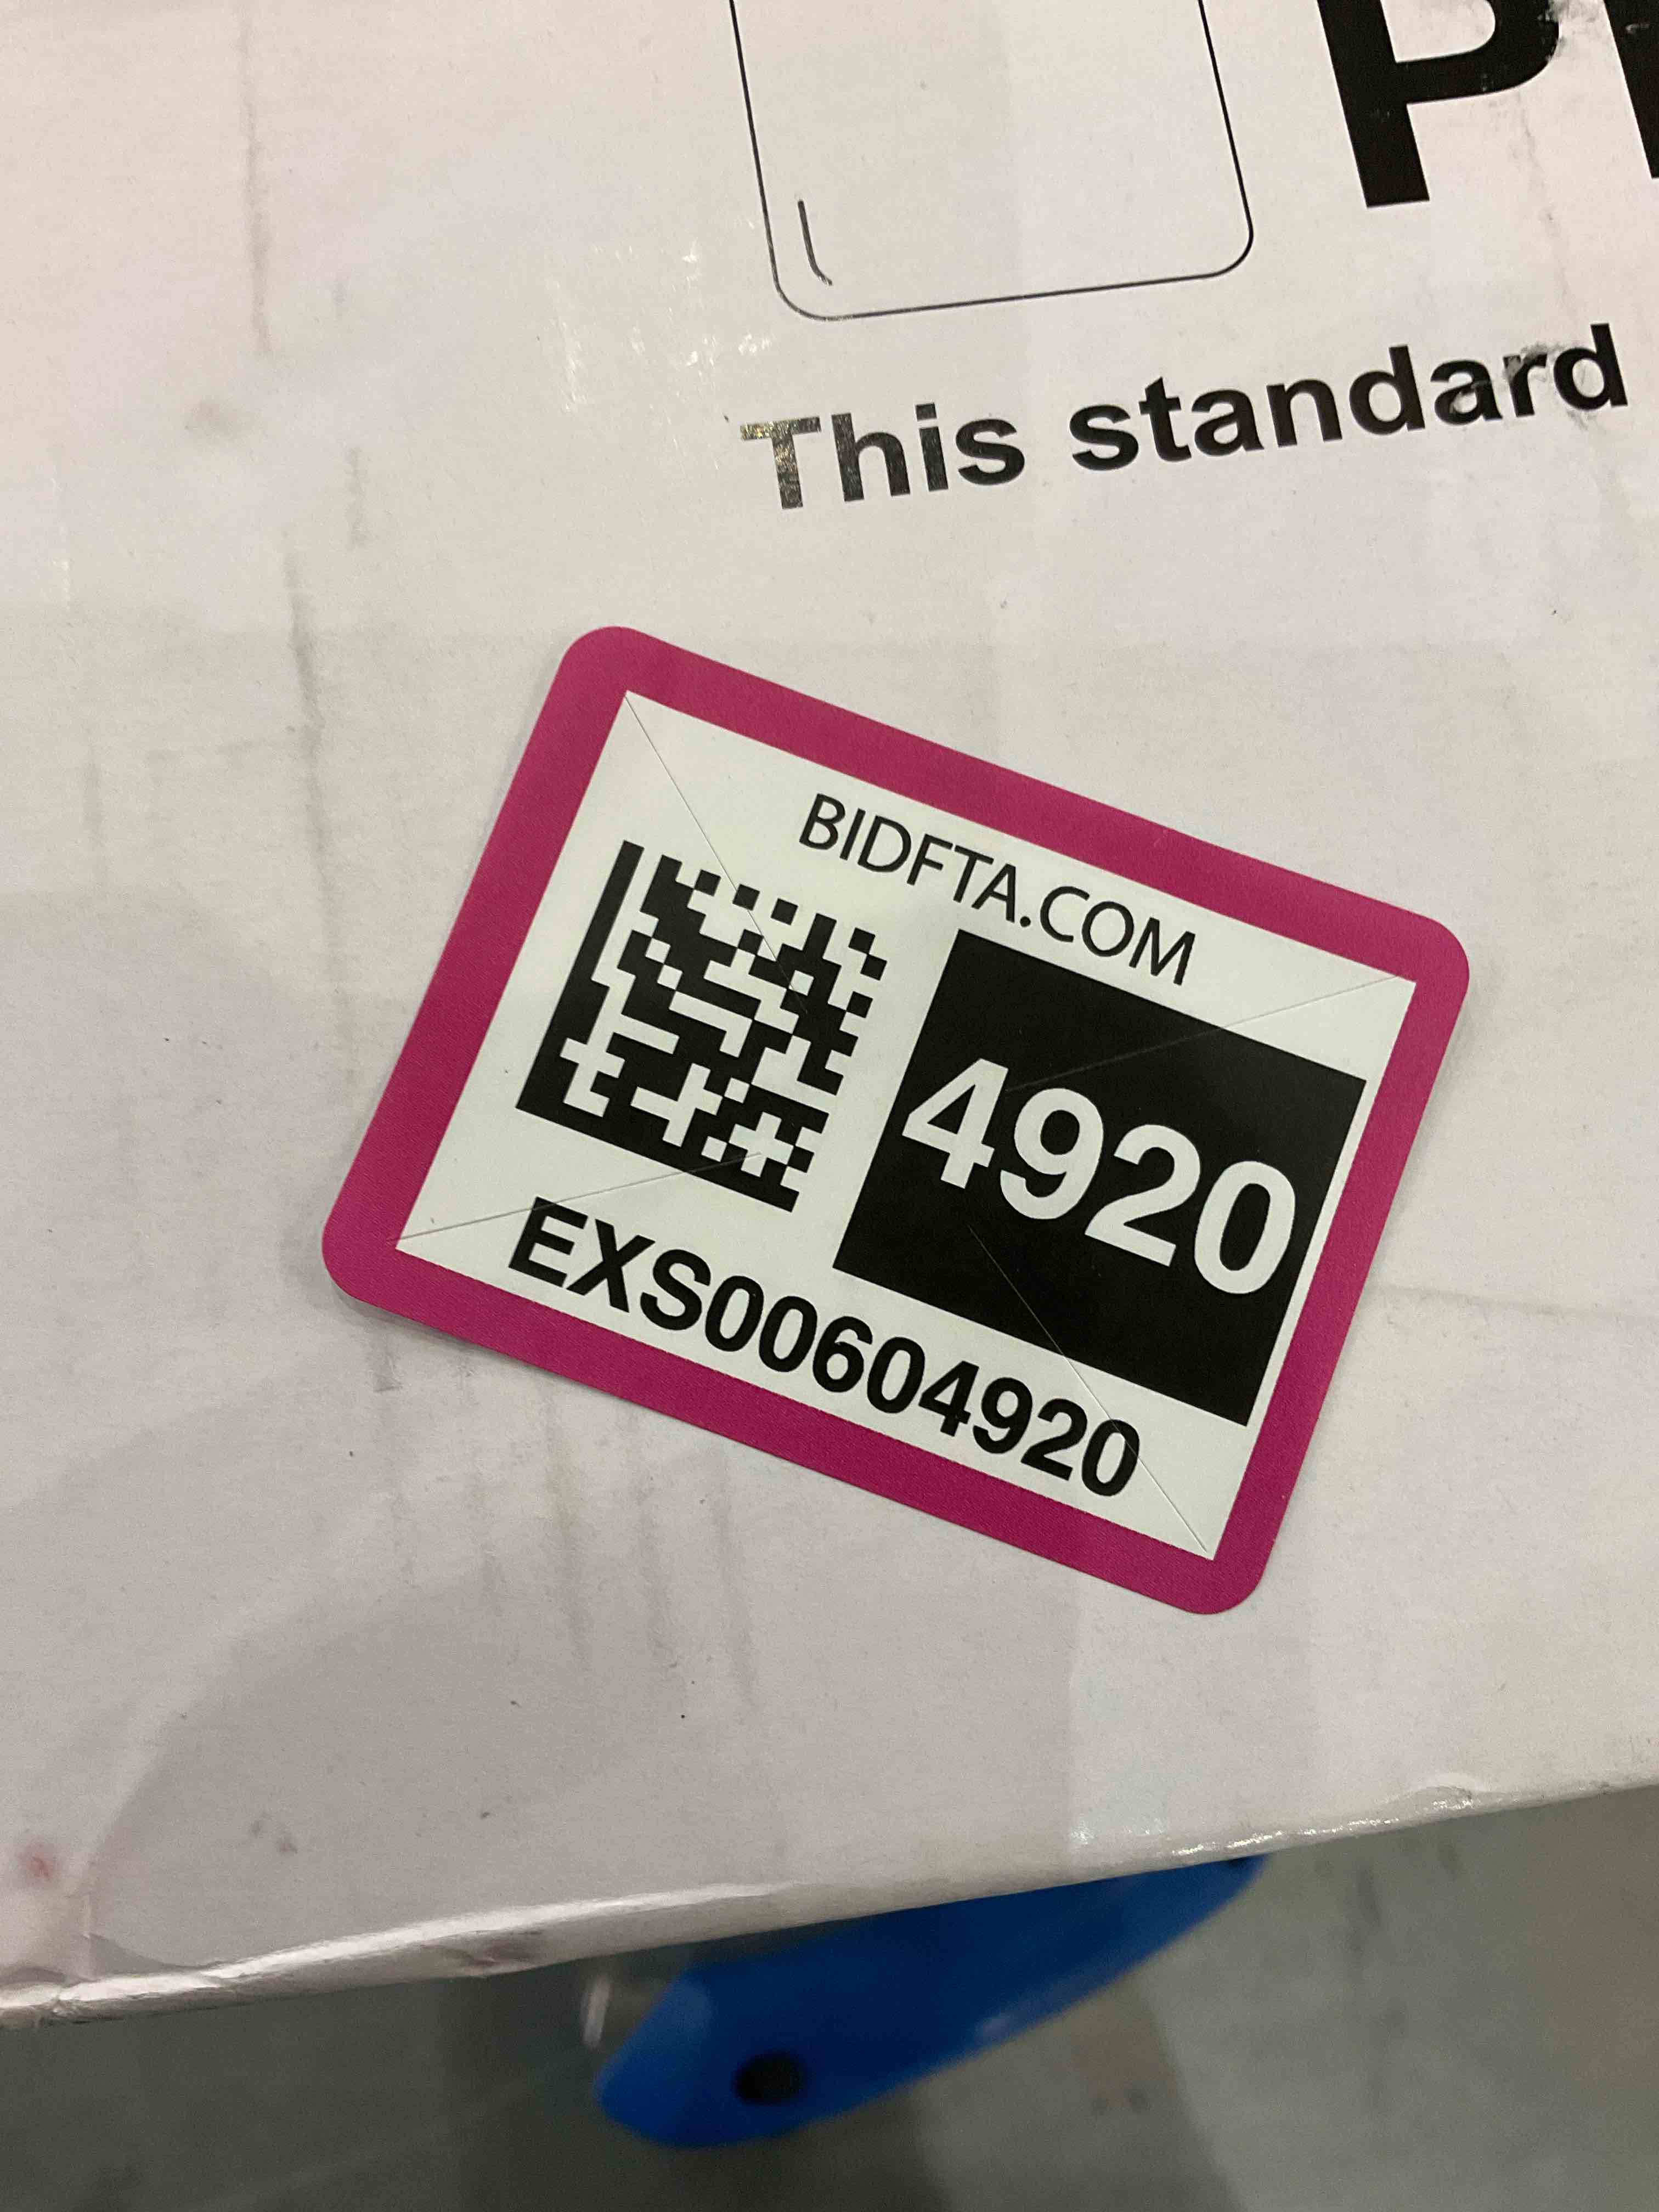 This standard
BIDFTA.COM
4920
EXS00604920